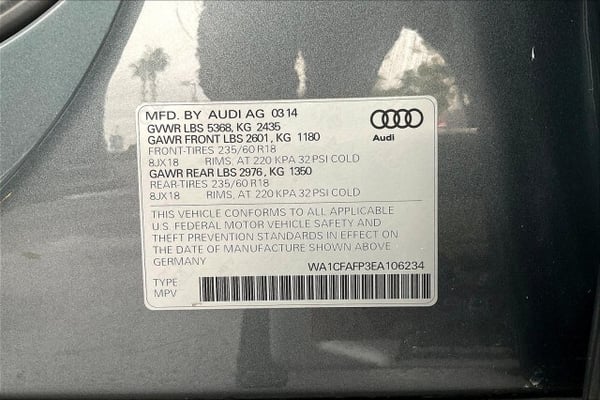 MFD. BY AUDI AG 03 14
GVWR LBS 5368, KG 2435
GAWR FRONT LBS 2601, KG 1180
FRONT-TIRES 235/60 R18
8JX18 RIMS, AT 220 KPA 32 PSI COLD
GAWR REAR LBS 2976, KG 1350
REAR-TIRES 235/60 R18
8JX18 RIMS, AT 220 KPA 32 PSI COLD
Audi
THIS VEHICLE CONFORMS TO ALL APPLICABLE
U.S. FEDERAL MOTOR VEHICLE SAFETY AND
THEFT PREVENTION STANDARDS IN EFFECT ON
THE DATE OF MANUFACTURE SHOWN ABOVE.
GERMANY
WA1CFAFP3EA106234
TYPE
MPV